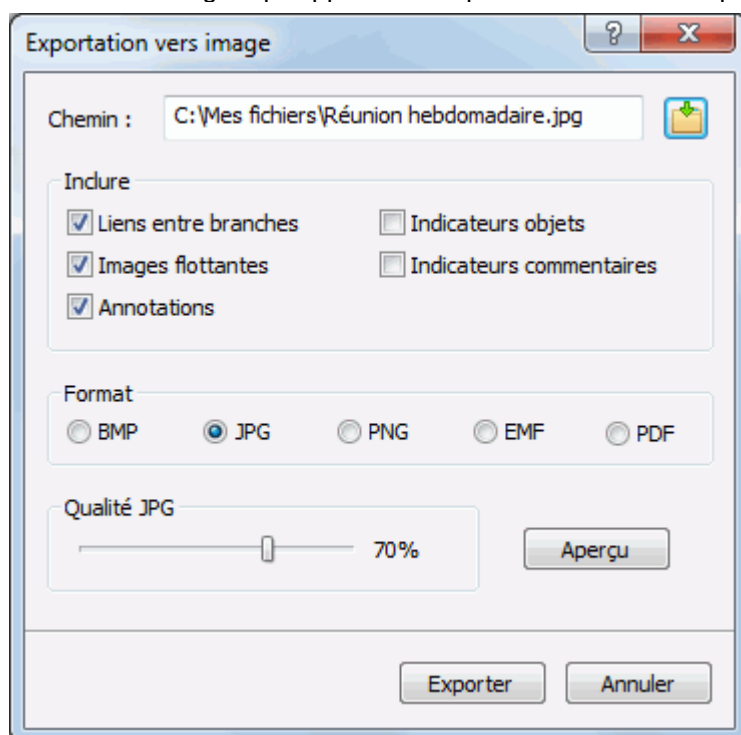 Exportation vers image
Chemin : C:\Mes fichiers\Réunion hebdomadaire.jpg
Inclure
Liens entre branches Indicateurs objets
Images flottantes Indicateurs commentaires
Annotations
Format
BMP JPG PNG EMF PDF
Qualité JPG
70% Aperçu
Exporter Annuler